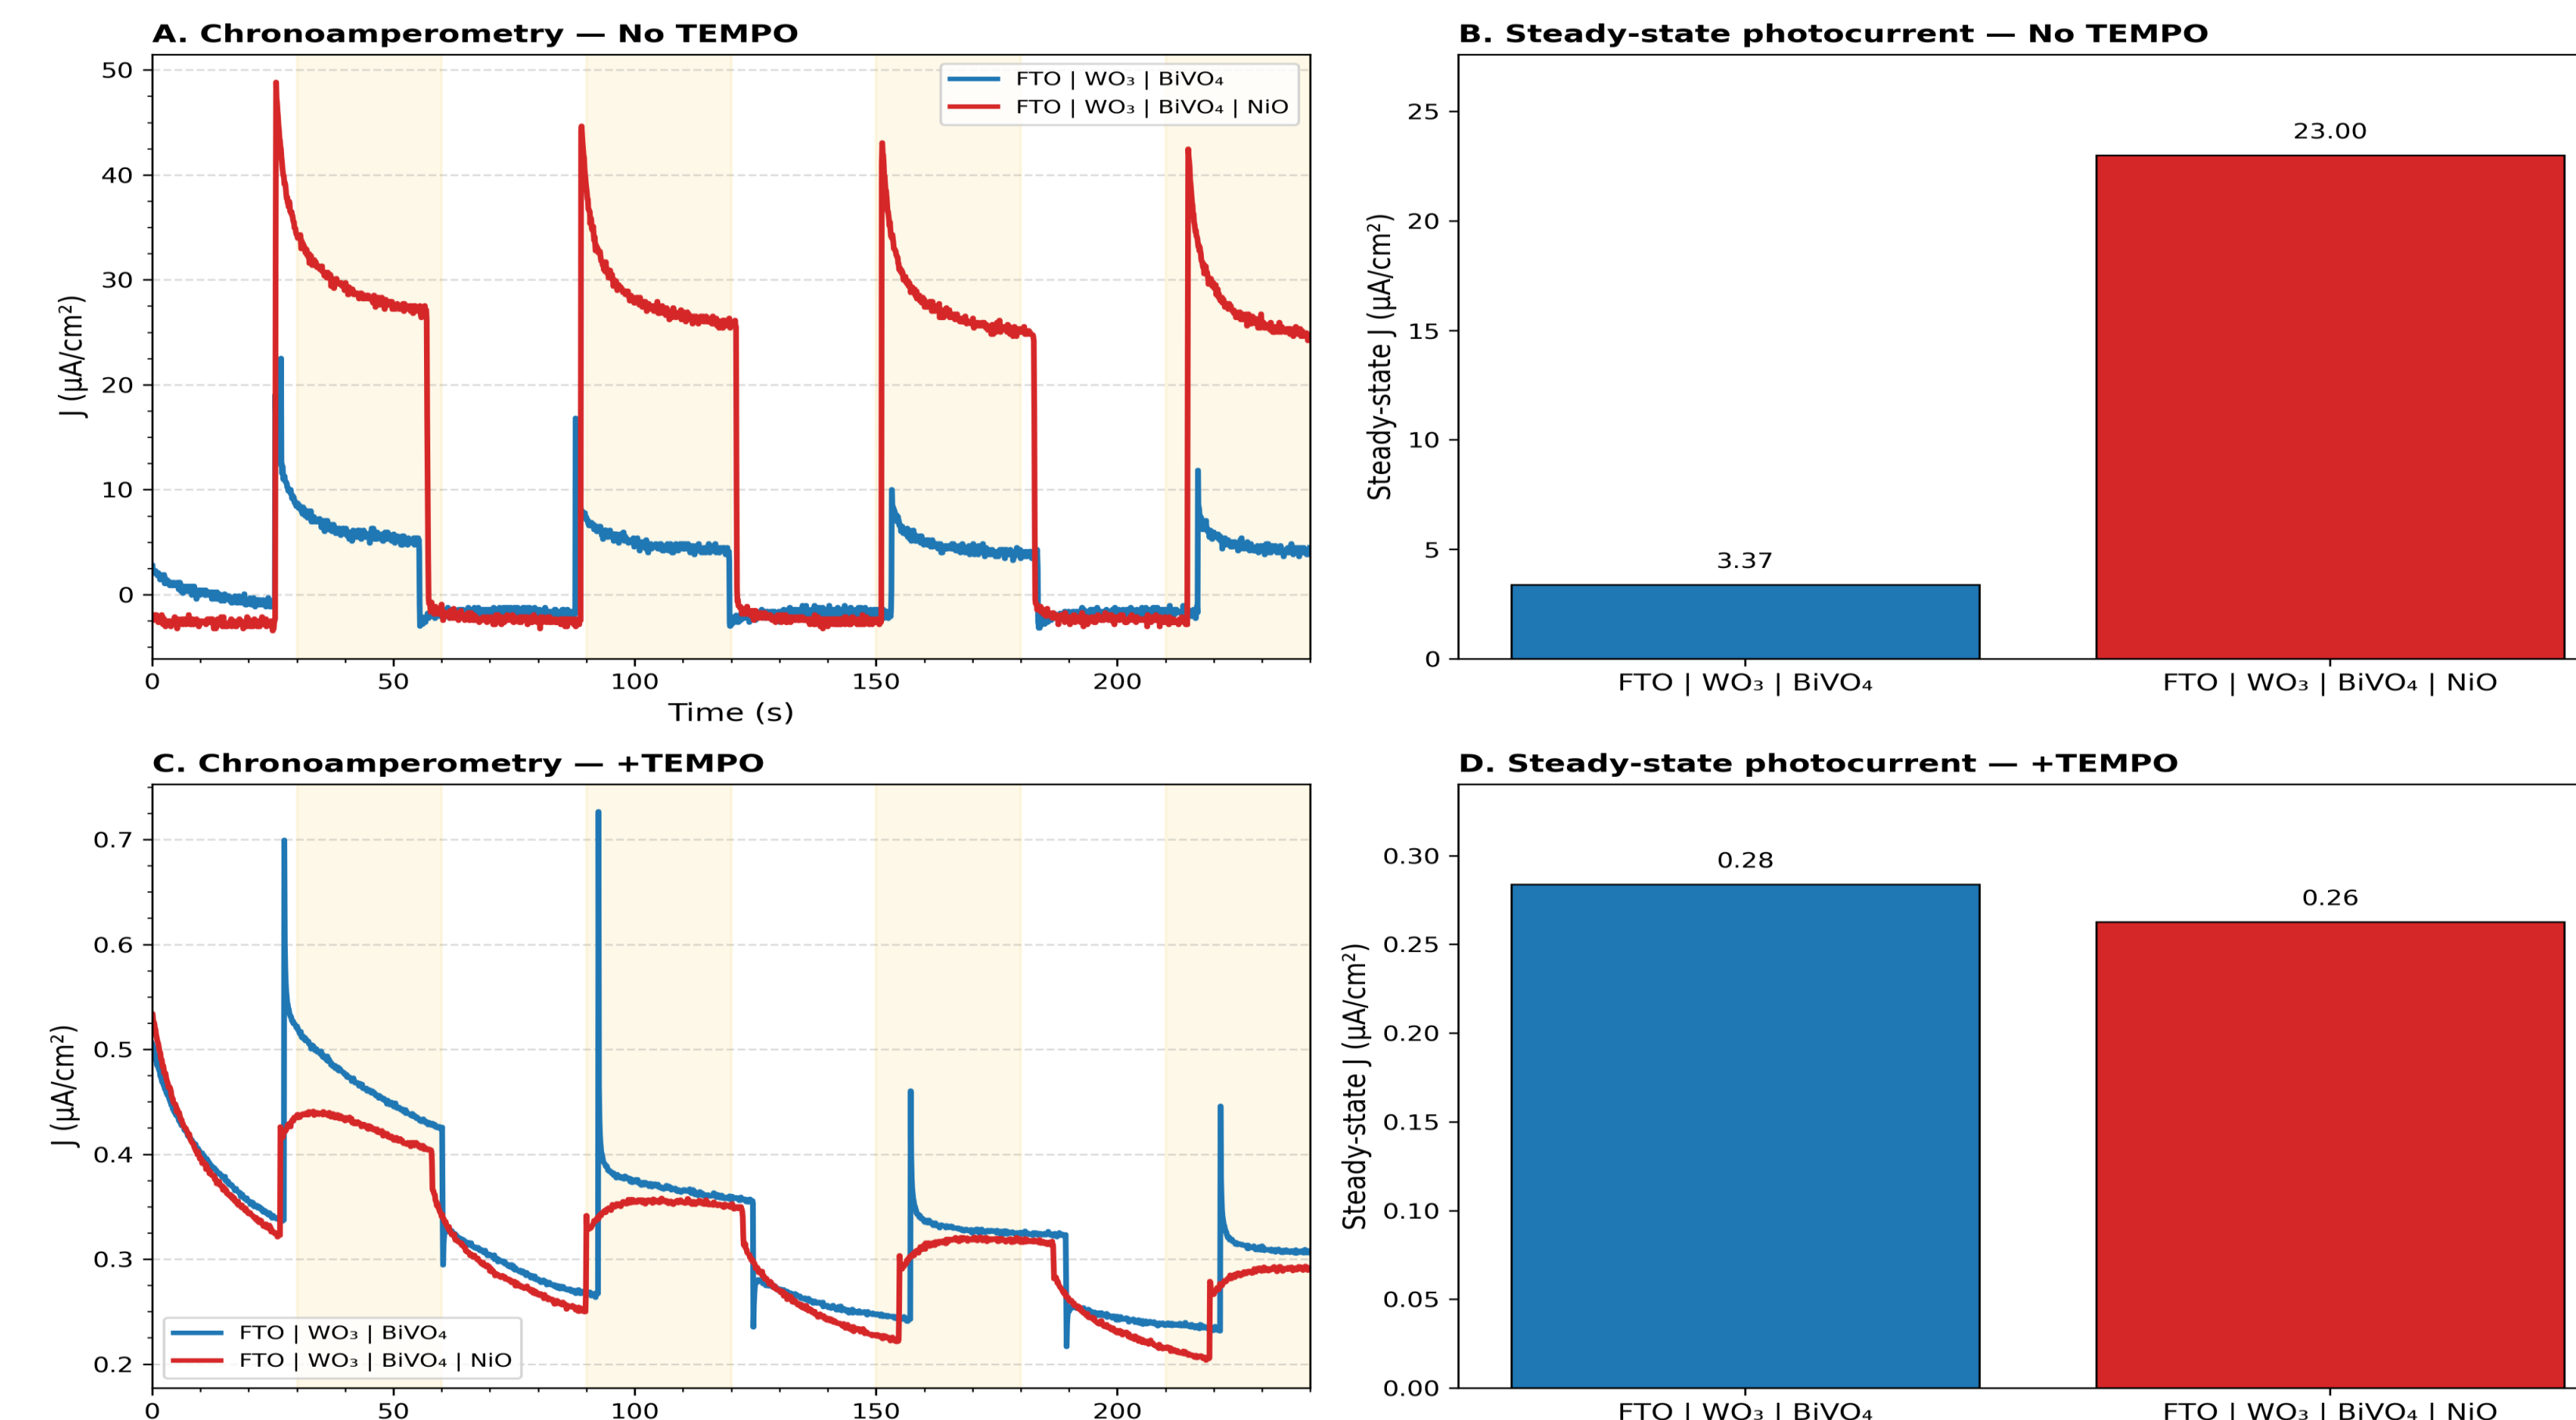 A. Chronoamperometry — No TEMPO
J (µA/cm²)
50
40
30
20
10
0
FTO | WO₃ | BiVO₄
FTO | WO₃ | BiVO₄ | NiO
0
50
100
150
200
Time (s)
B. Steady-state photocurrent — No TEMPO
Steady-state J (µA/cm²)
25
20
15
10
5
0
3.37
23.00
FTO | WO₃ | BiVO₄
FTO | WO₃ | BiVO₄ | NiO
C. Chronoamperometry — +TEMPO
J (µA/cm²)
0.7
0.6
0.5
0.4
0.3
0.2
FTO | WO₃ | BiVO₄
FTO | WO₃ | BiVO₄ | NiO
0
50
100
150
200
D. Steady-state photocurrent — +TEMPO
Steady-state J (µA/cm²)
0.30
0.25
0.20
0.15
0.10
0.05
0.00
0.28
0.26
FTO | WO₃ | BiVO₄
FTO | WO₃ | BiVO₄ | NiO